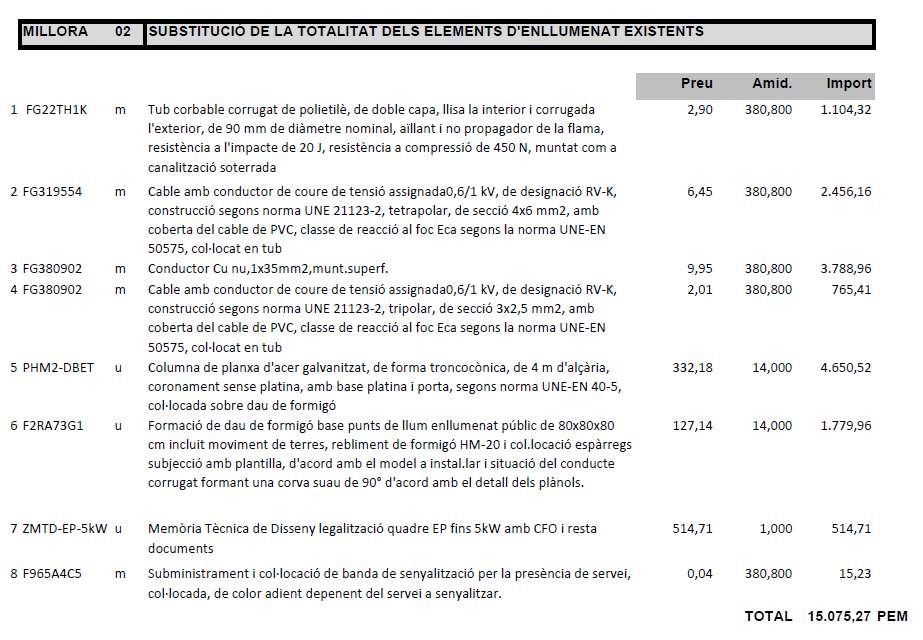 MILLORA 02 SUBSTITUCIÓ DE LA TOTALITAT DELS ELEMENTS D'ENLLUMENAT EXISTENTS
Preu Amid. Import
1 FG22TH1K m Tub corbable corrugat de polietilè, de doble capa, llisa la interior i corrugada 2,90 380,800 1.104,32
l'exterior, de 90 mm de diàmetre nominal, aïllant i no propagador de la flama,
resistència a l'impacte de 20 J, resistència a compressió de 450 N, muntat com a
canalització soterrada
2 FG319554 m Cable amb conductor de coure de tensió assignada0,6/1 kV, de designació RV-K, 6,45 380,800 2.456,16
construcció segons norma UNE 21123-2, tetrapolar, de secció 4x6 mm2, amb
coberta del cable de PVC, classe de reacció al foc Eca segons la norma UNE-EN
50575, col·locat en tub
3 FG380902 m Conductor Cu nu,1x35mm2,munt.superf. 9,95 380,800 3.788,96
4 FG380902 m Cable amb conductor de coure de tensió assignada0,6/1 kV, de designació RV-K, 2,01 380,800 765,41
construcció segons norma UNE 21123-2, tripolar, de secció 3x2,5 mm2, amb
coberta del cable de PVC, classe de reacció al foc Eca segons la norma UNE-EN
50575, col·locat en tub
5 PHM2-DBET u Columna de planxa d'acer galvanitzat, de forma troncocònica, de 4 m d'alçària, 332,18 14,000 4.650,52
coronament sense platina, amb base platina i porta, segons norma UNE-EN 40-5,
col·locada sobre dau de formigó
6 F2RA73G1 u Formació de dau de formigó base punts de llum enllumenat públic de 80x80x80 127,14 14,000 1.779,96
cm incluit moviment de terres, rebliment de formigó HM-20 i col.locació espàrregs
subjecció amb plantilla, d'acord amb el model a instal.lar i situació del conducte
corrugat formant una corva suau de 90° d'acord amb el detall dels plànols.
7 ZMTD-EP-5kW u Memòria Tècnica de Disseny legalització quadre EP fins 5kW amb CFO i resta 514,71 1,000 514,71
documents
8 F965A4C5 m Subministrament i col·locació de banda de senyalització per la presència de servei, 0,04 380,800 15,23
col·locada, de color adient depenent del servei a senyalitzar.
TOTAL 15.075,27 PEM